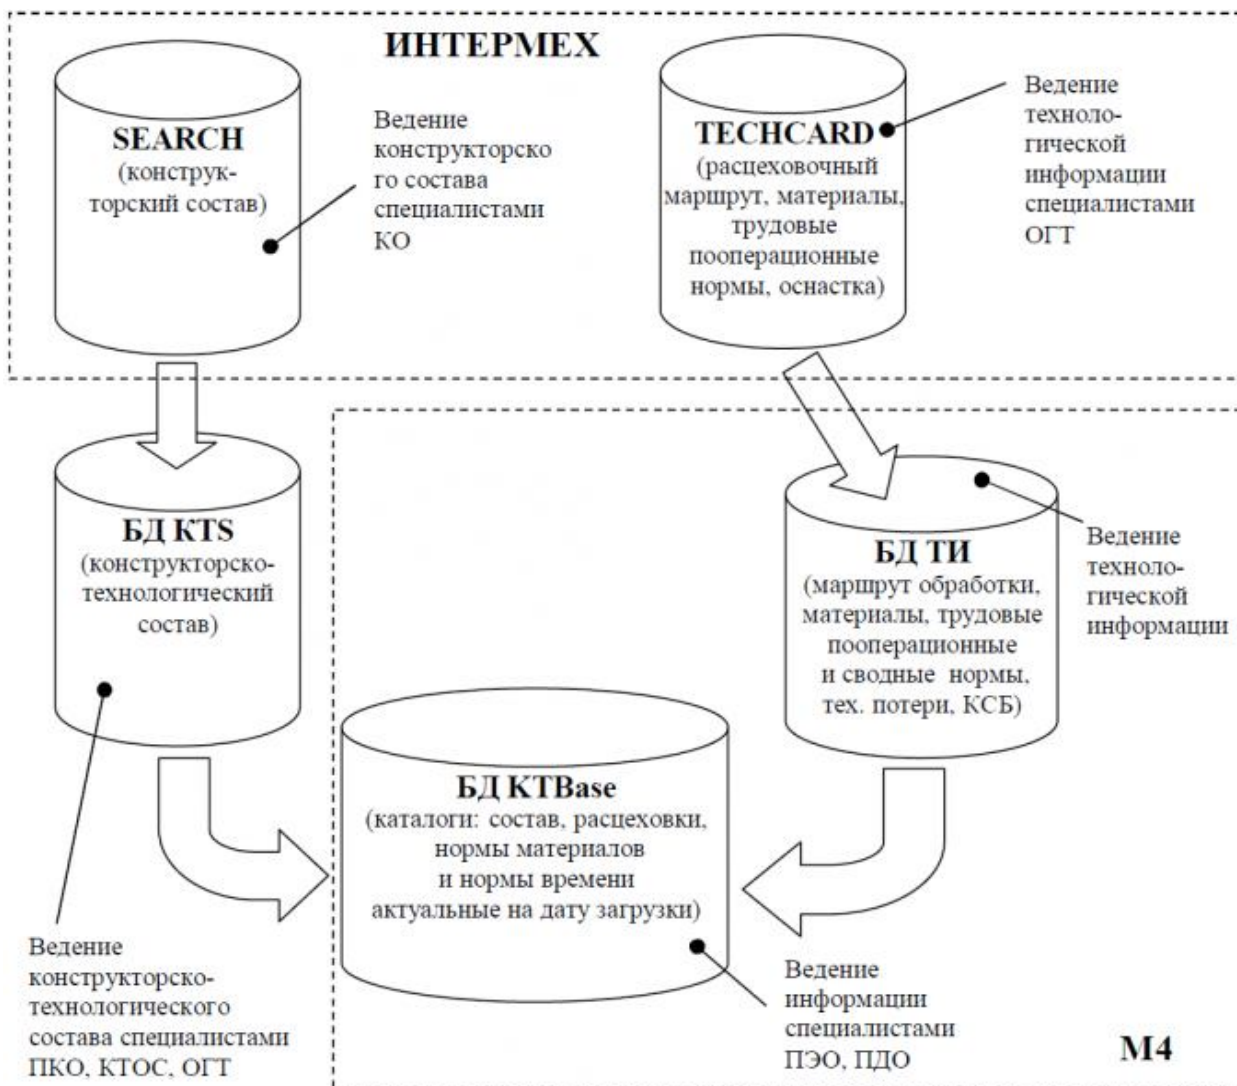 ИНТЕРМЕХ
SEARCH
(конструк-
торский состав)
Ведение
конструкторско
го состава
специалистами
КО
TECHCARD
(расцеховочный
маршрут, материалы,
трудовые
пооперационные
нормы, оснастка)
Ведение
техноло-
гической
информации
специалистами
ОГТ
БД KTS
(конструкторско-
технологический
состав)
БД ТИ
(маршрут обработки,
материалы, трудовые
пооперационные
и сводные нормы,
тех. потери, КСБ)
Ведение
техноло-
гической
информации
БД KTBase
(каталоги: состав, расцеховки,
нормы материалов
и нормы времени
актуальные на дату загрузки)
Ведение
конструкторско-
технологического
состава специалистами
ПКО, КТОС, ОГТ
Ведение
информации
специалистами
ПЭО, ПДО
М4